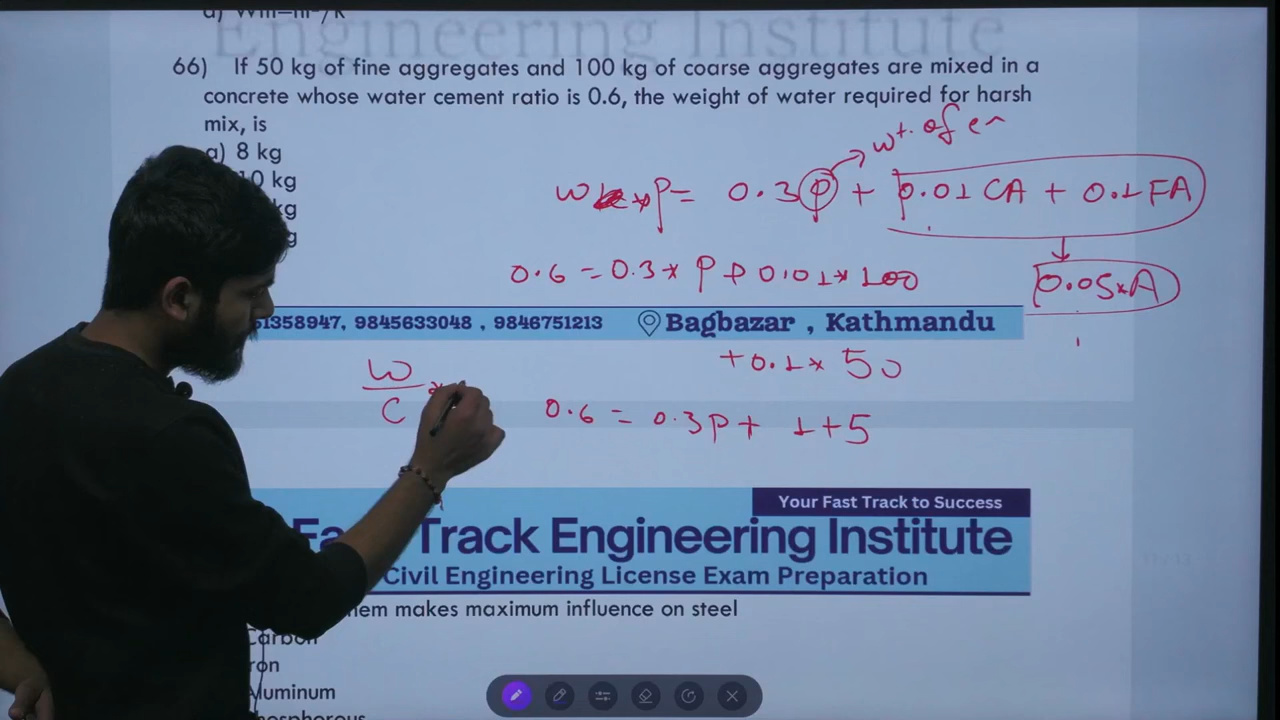 Engineering Institute
66) If 50 kg of fine aggregates and 100 kg of coarse aggregates are mixed in a
concrete whose water cement ratio is 0.6, the weight of water required for harsh
mix, is
a) 8 kg
10 kg
kg
wt. of
w × P = 0.3 P + 0.01 CA + 0.1 FA
0.6 = 0.3 × P + 0.01 × 100
0.05 × A
51358947, 9845633048 , 9846751213 Bagbazar , Kathmandu
+ 0.1 × 50
W
C
0.6 = 0.3P + 1 + 5
Your Fast Track to Success
Track Engineering Institute
Civil Engineering License Exam Preparation
makes maximum influence on steel
Carbon
Aluminum